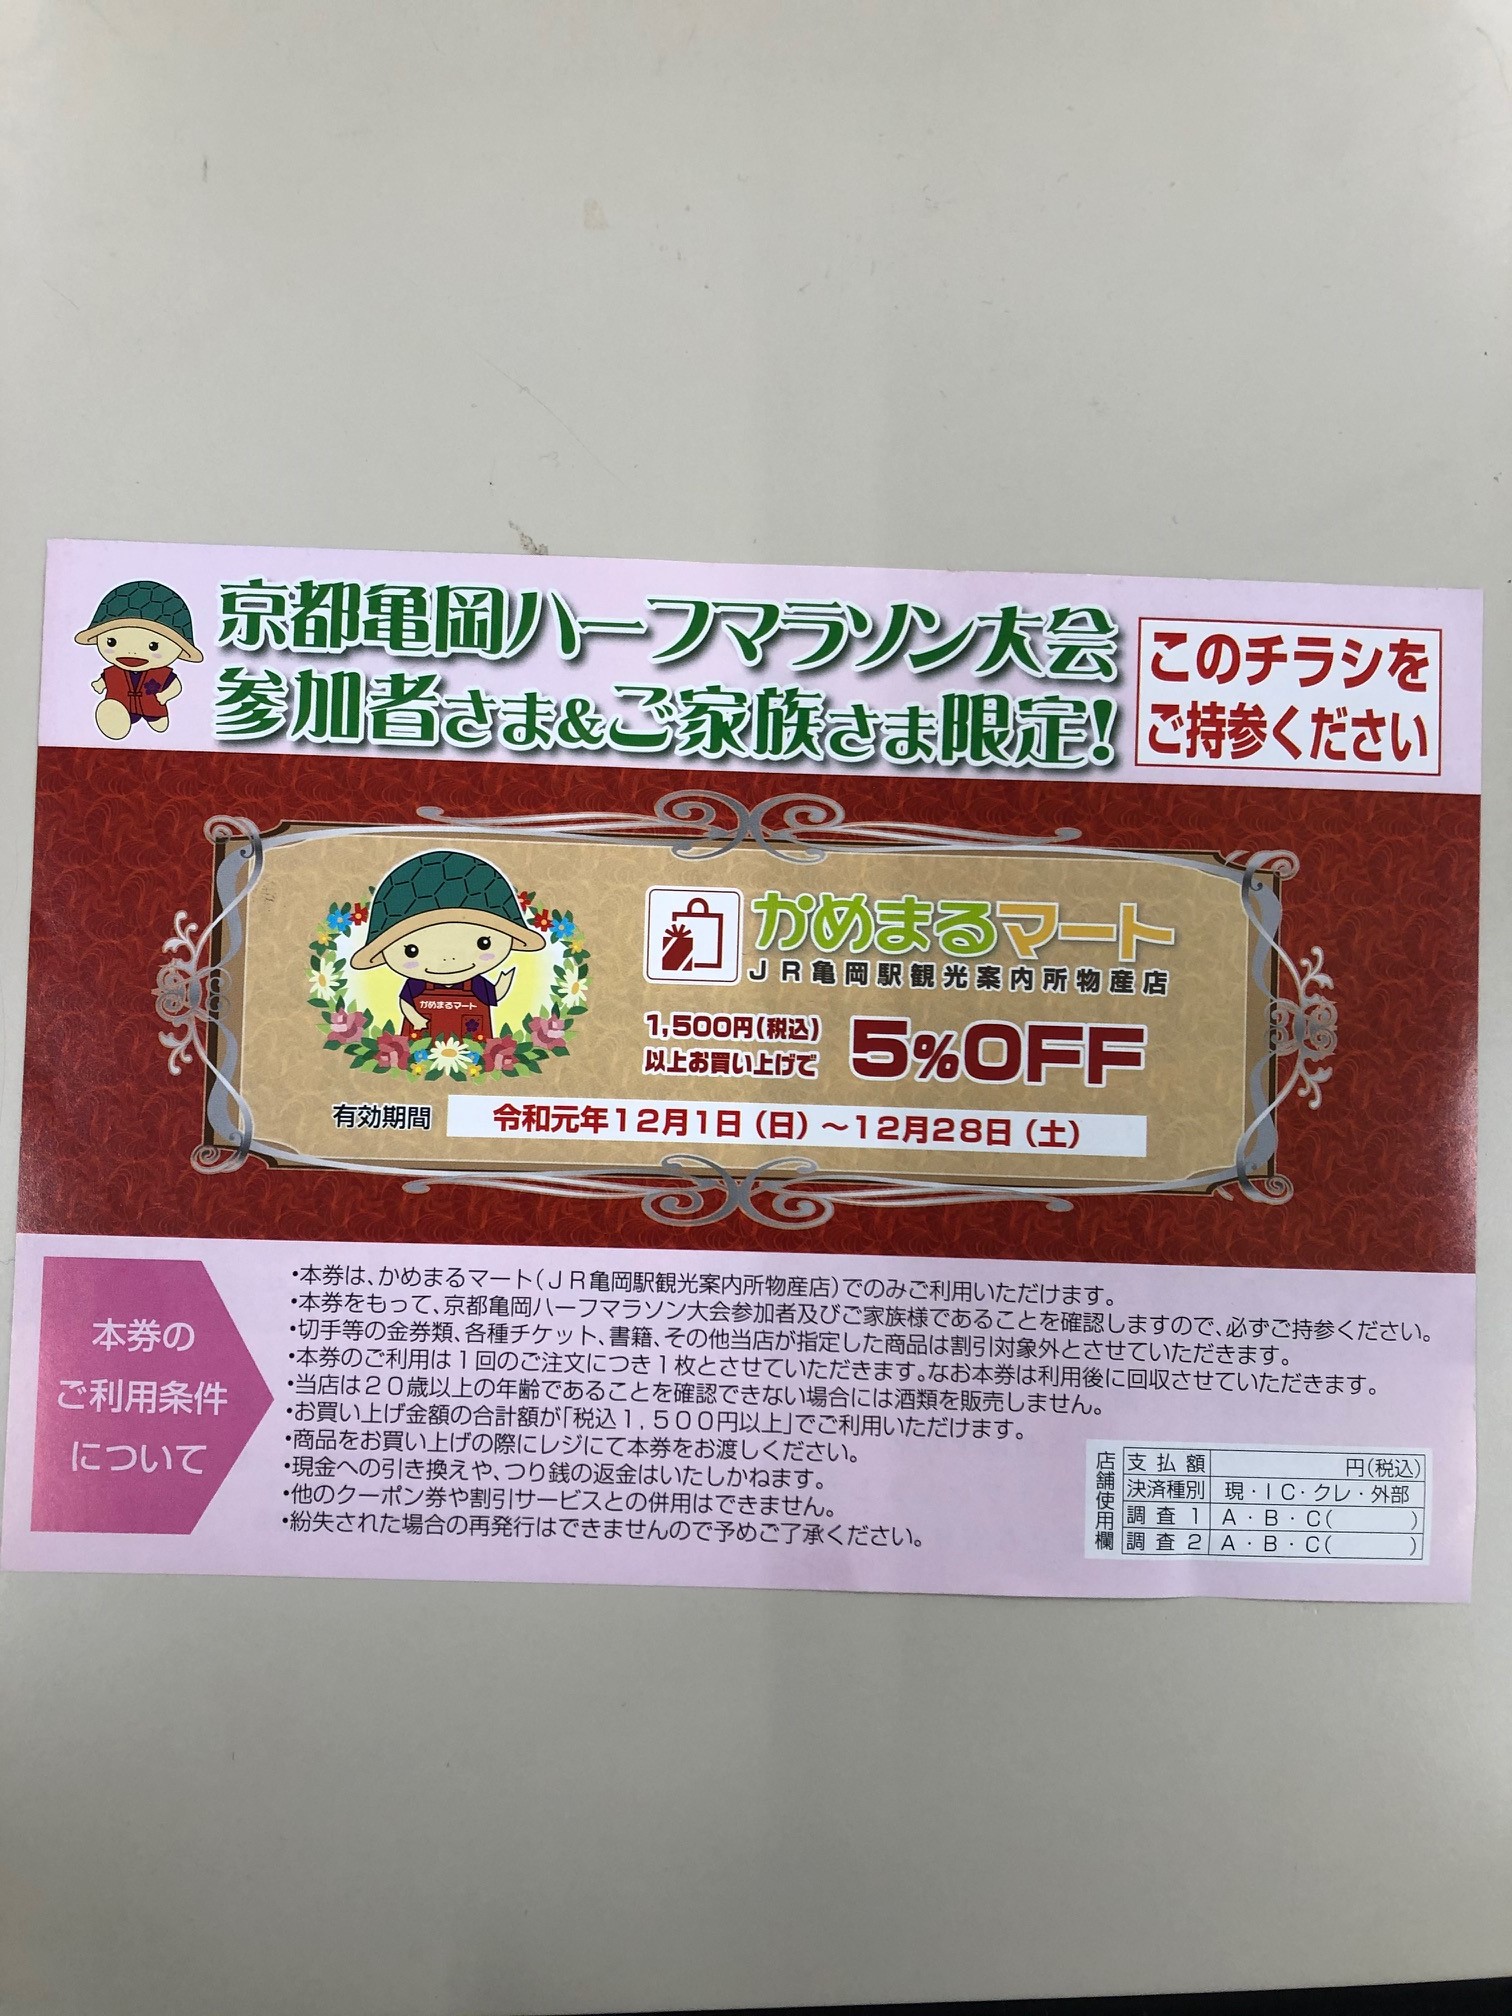 京都亀岡ハーフマラソン大会
参加者さま&ご家族さま限定!
このチラシを
ご持参ください
かめまるマート
かめまるマート
JR亀岡駅観光案内所物産店
1,500円(税込)
以上お買い上げで
5%OFF
有効期間
令和元年12月1日(日)～12月28日(土)
本券の
ご利用条件
について
・本券は、かめまるマート(JR亀岡駅観光案内所物産店)でのみご利用いただけます。
・本券をもって、京都亀岡ハーフマラソン大会参加者及びご家族様であることを確認しますので、必ずご持参ください。
・切手等の金券類、各種チケット、書籍、その他当店が指定した商品は割引対象外とさせていただきます。
・本券のご利用は1回のご注文につき1枚とさせていただきます。なお本券は利用後に回収させていただきます。
・当店は20歳以上の年齢であることを確認できない場合には酒類を販売しません。
・お買い上げ金額の合計額が「税込1,500円以上」でご利用いただけます。
・商品をお買い上げの際にレジにて本券をお渡しください。
・現金への引き換えや、つり銭の返金はいたしかねます。
・他のクーポン券や割引サービスとの併用はできません。
・紛失された場合の再発行はできませんので予めご了承ください。
店舗使用欄
支払額 円(税込)
決済種別 現・IC・クレ・外部
調査1 A・B・C( )
調査2 A・B・C( )